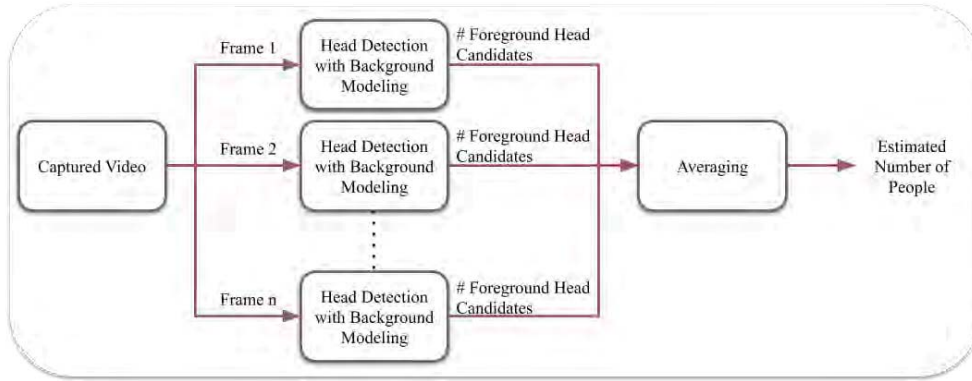 Captured Video
Frame 1
Head Detection
with Background
Modeling
# Foreground Head
Candidates
Frame 2
Head Detection
with Background
Modeling
# Foreground Head
Candidates
Frame n
Head Detection
with Background
Modeling
# Foreground Head
Candidates
Averaging
Estimated
Number of
People